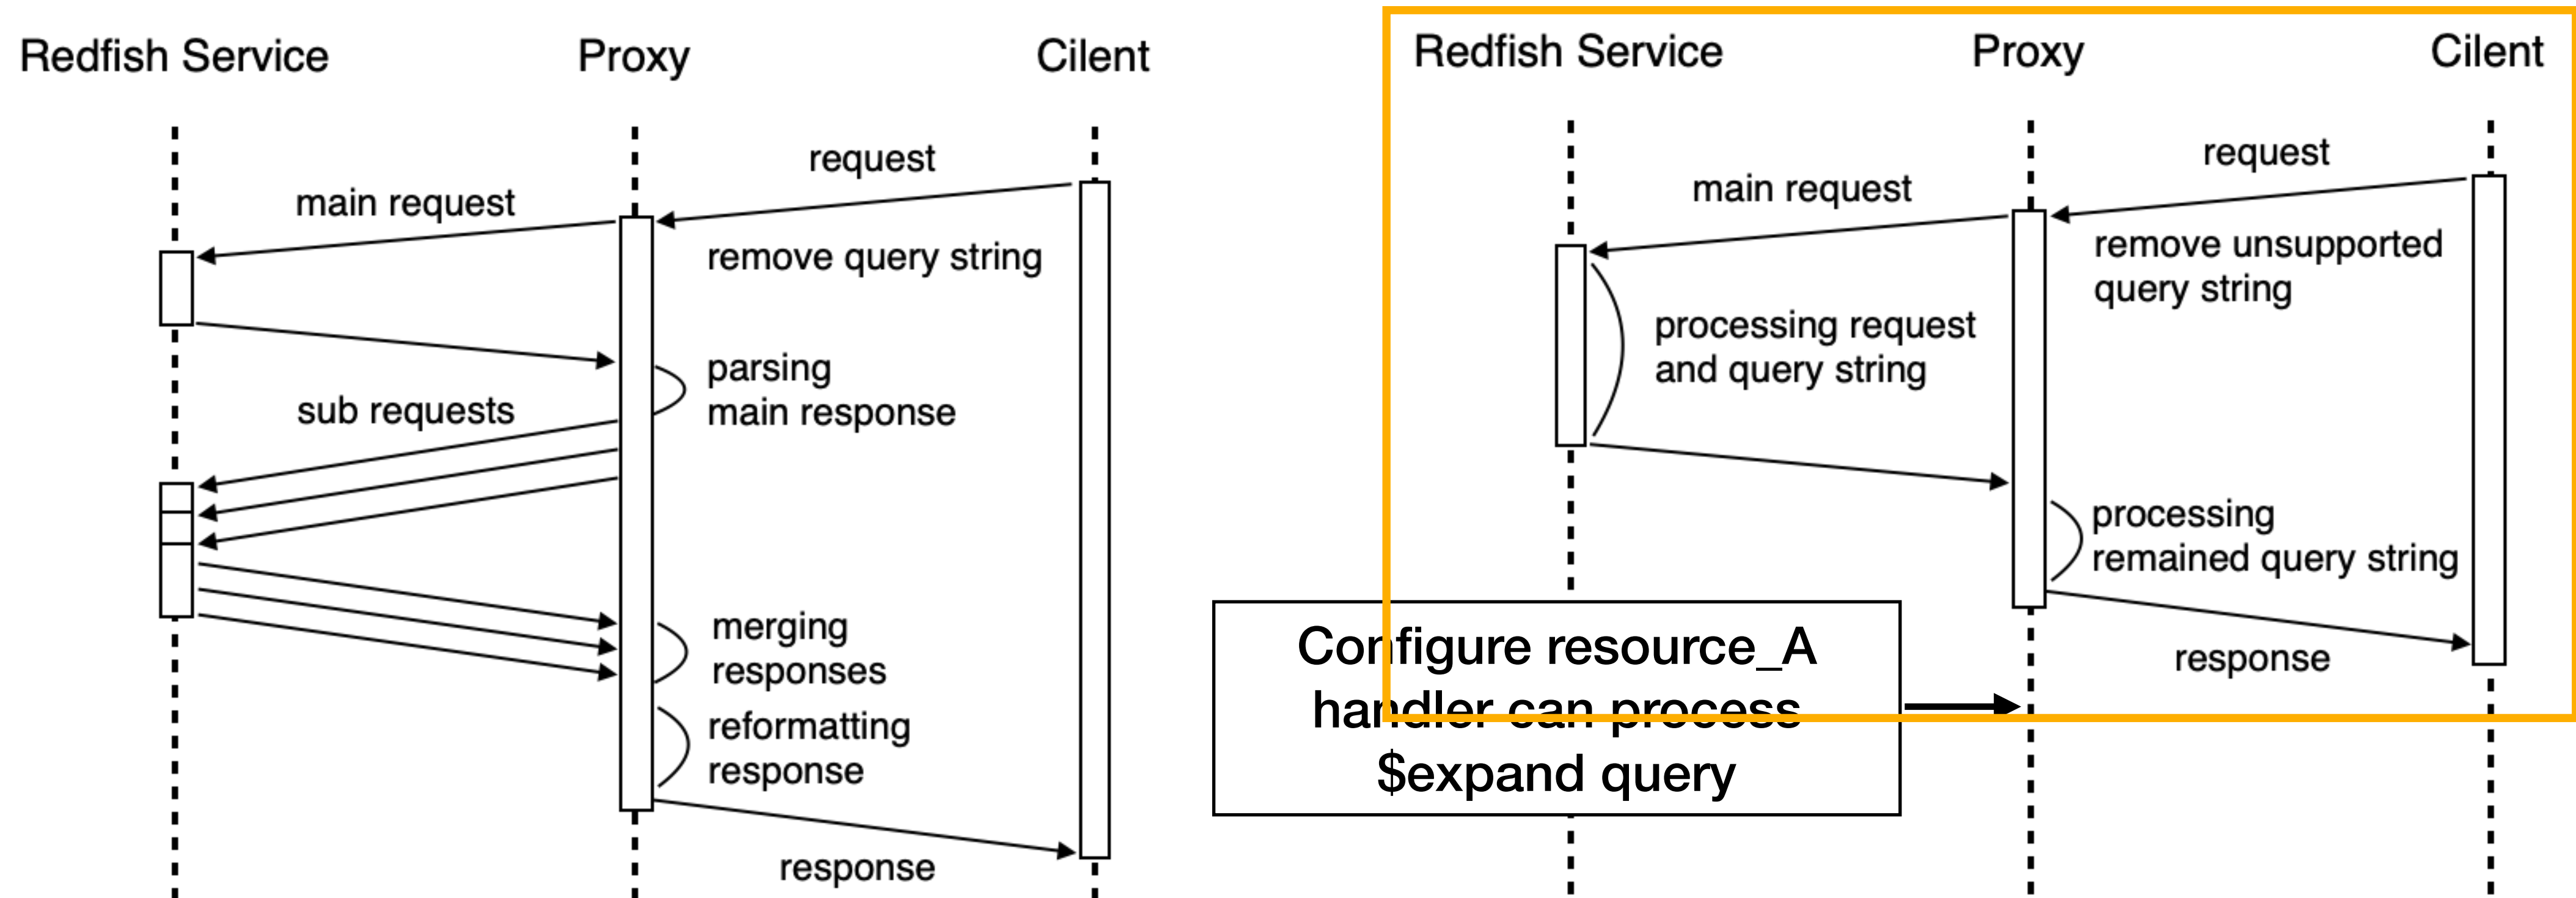 Redfish Service
Proxy
Cilent
request
main request
remove query string
parsing
main response
sub requests
merging
responses
reformatting
response
response
Redfish Service
Proxy
Cilent
request
main request
remove unsupported
query string
processing request
and query string
processing
remained query string
response
Configure resource_A
handler can process
$expand query